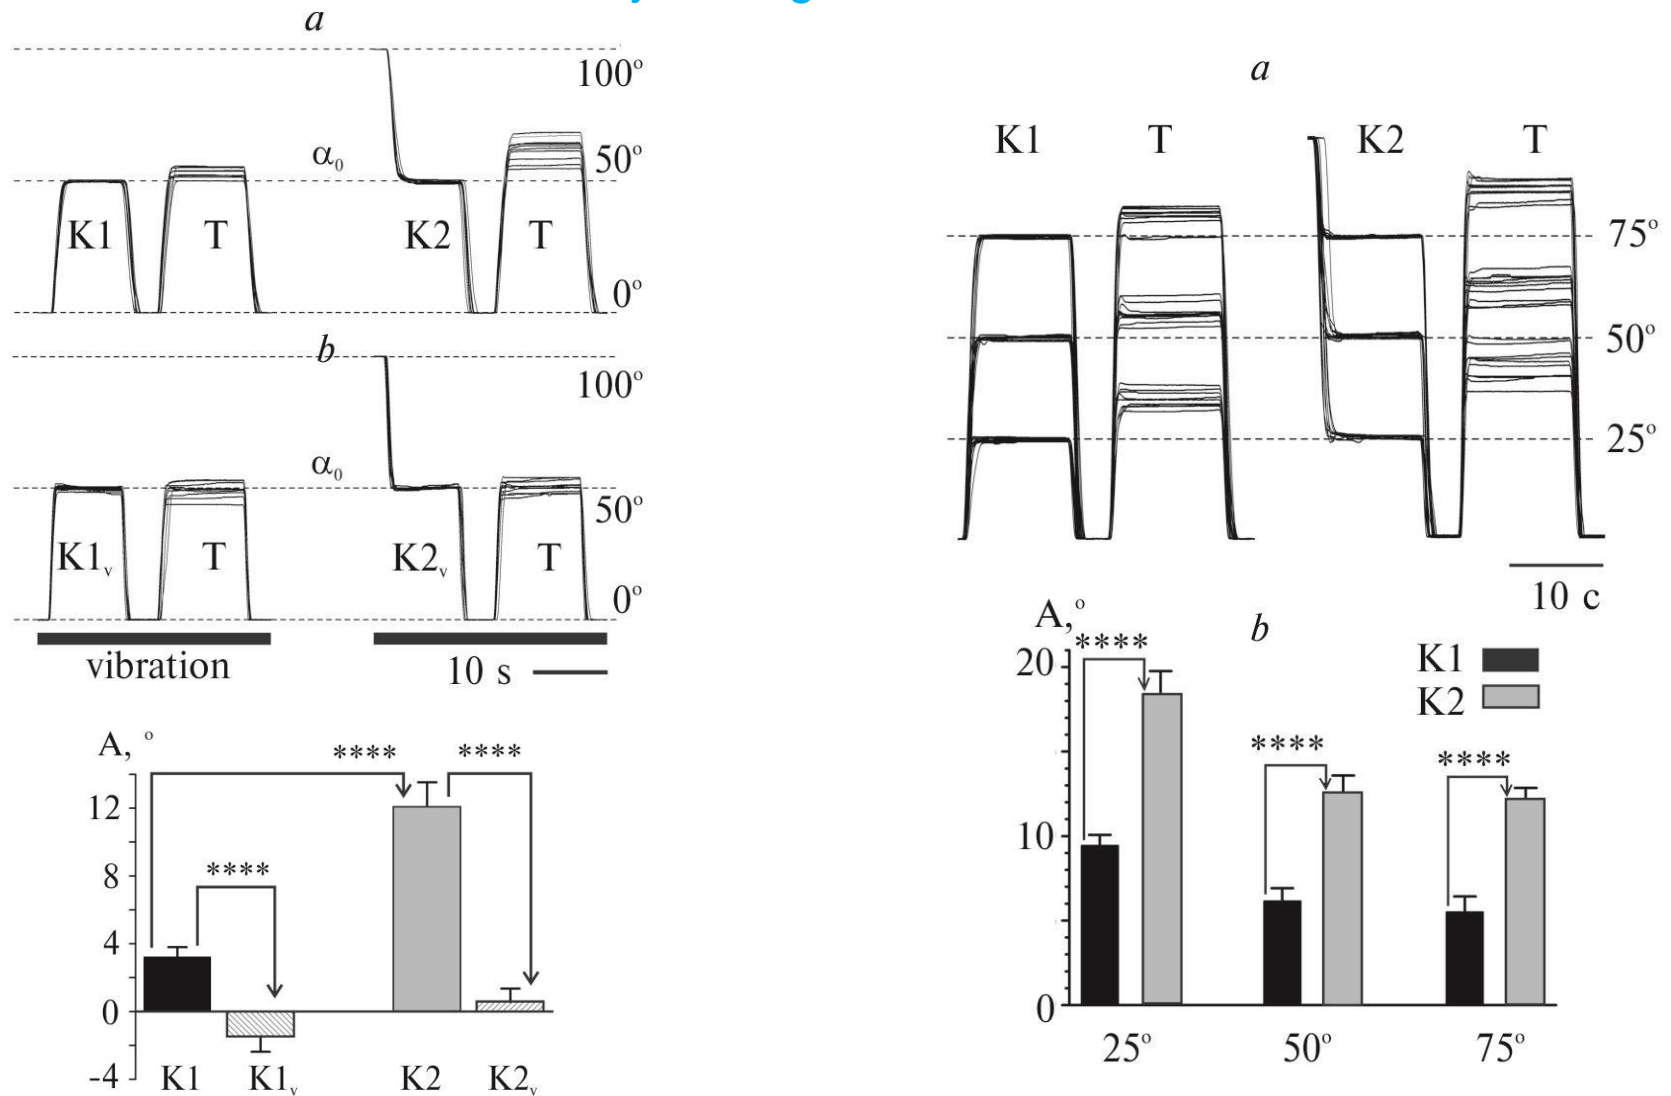 a
100°
α₀
50°
K1 T K2 T
0°
b
100°
α₀
50°
K1ᵥ T K2ᵥ T
0°
vibration
10 s
A, °
**** ****
12
8
****
4
0
-4
K1 K1ᵥ K2 K2ᵥ
a
K1 T K2 T
75°
50°
25°
10 c
A,°
b
****
20
K1
K2
****
****
10
0
25° 50° 75°